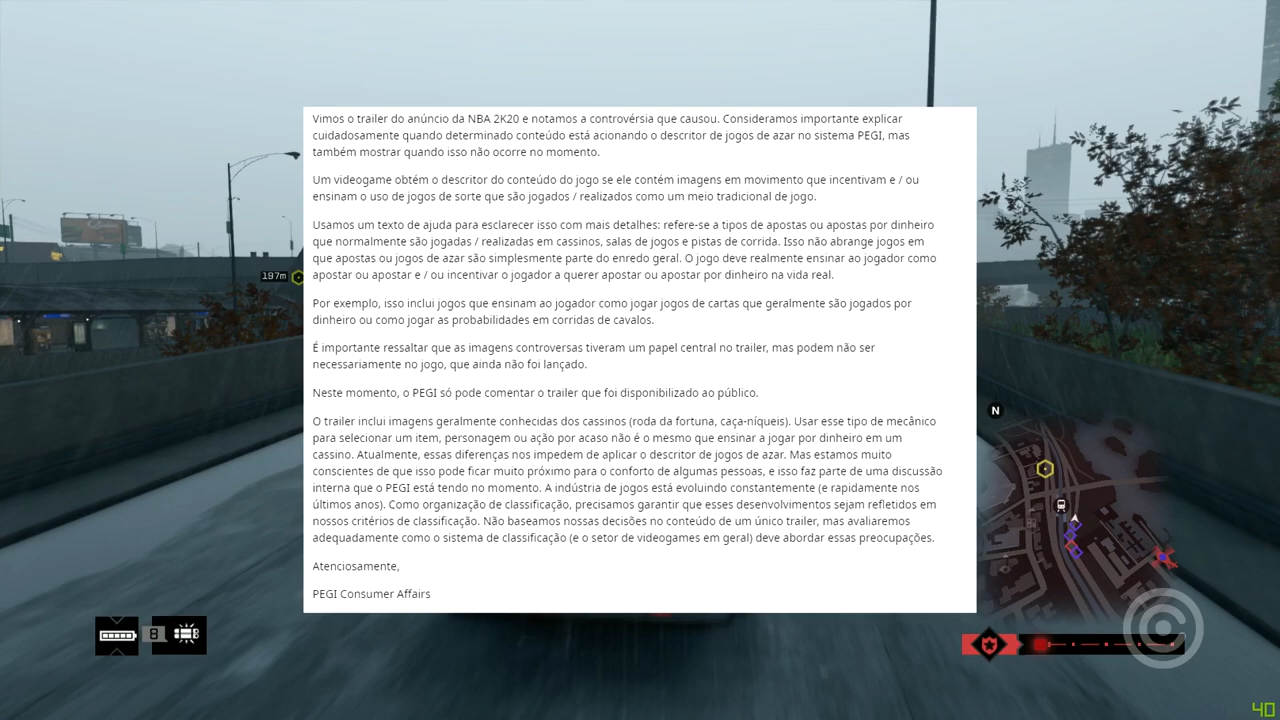 Vimos o trailer do anúncio da NBA 2K20 e notamos a controvérsia que causou. Consideramos importante explicar
cuidadosamente quando determinado conteúdo está acionando o descritor de jogos de azar no sistema PEGI, mas
também mostrar quando isso não ocorre no momento.
Um videogame obtém o descritor do conteúdo do jogo se ele contém imagens em movimento que incentivam e / ou
ensinam o uso de jogos de sorte que são jogados / realizados como um meio tradicional de jogo.
Usamos um texto de ajuda para esclarecer isso com mais detalhes: refere-se a tipos de apostas ou apostas por dinheiro
que normalmente são jogadas / realizadas em cassinos, salas de jogos e pistas de corrida. Isso não abrange jogos em
que apostas ou jogos de azar são simplesmente parte do enredo geral. O jogo deve realmente ensinar ao jogador como
apostar ou apostar e / ou incentivar o jogador a querer apostar ou apostar por dinheiro na vida real.
197m
Por exemplo, isso inclui jogos que ensinam ao jogador como jogar jogos de cartas que geralmente são jogados por
dinheiro ou como jogar as probabilidades em corridas de cavalos.
É importante ressaltar que as imagens controversas tiveram um papel central no trailer, mas podem não ser
necessariamente no jogo, que ainda não foi lançado.
Neste momento, o PEGI só pode comentar o trailer que foi disponibilizado ao público.
N
O trailer inclui imagens geralmente conhecidas dos cassinos (roda da fortuna, caça-níqueis). Usar esse tipo de mecânico
para selecionar um item, personagem ou ação por acaso não é o mesmo que ensinar a jogar por dinheiro em um
cassino. Atualmente, essas diferenças nos impedem de aplicar o descritor de jogos de azar. Mas estamos muito
conscientes de que isso pode ficar muito próximo para o conforto de algumas pessoas, e isso faz parte de uma discussão
interna que o PEGI está tendo no momento. A indústria de jogos está evoluindo constantemente (e rapidamente nos
últimos anos). Como organização de classificação, precisamos garantir que esses desenvolvimentos sejam refletidos em
nossos critérios de classificação. Não baseamos nossas decisões no conteúdo de um único trailer, mas avaliaremos
adequadamente como o sistema de classificação (e o setor de videogames em geral) deve abordar essas preocupações.
Atenciosamente,
PEGI Consumer Affairs
8
40